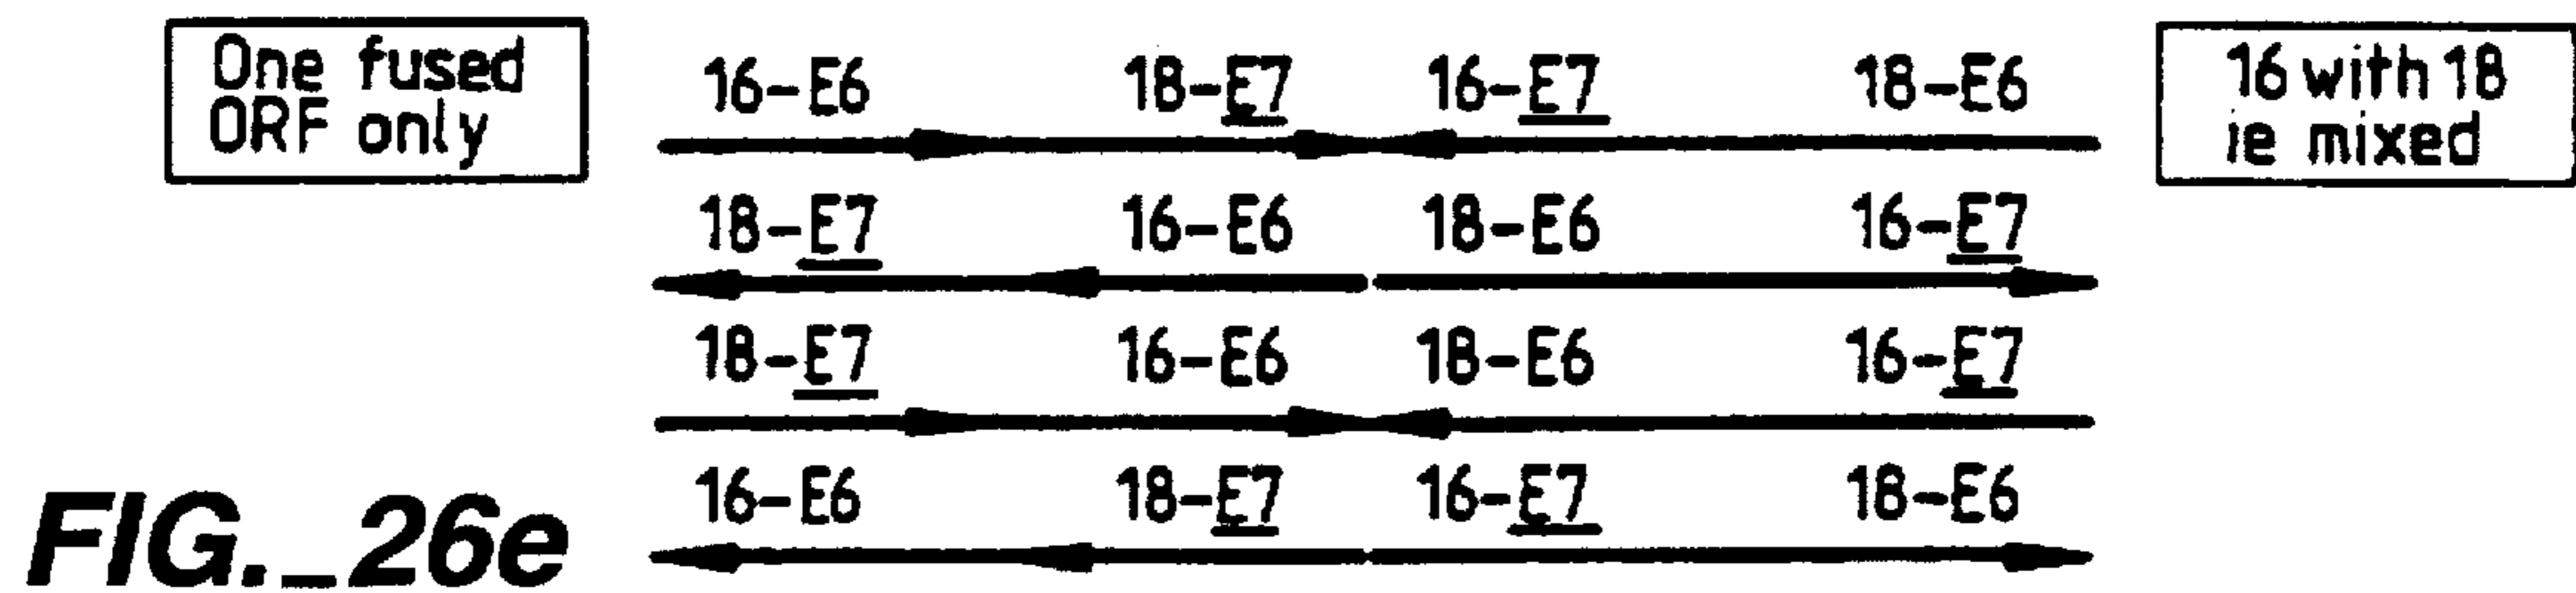 One fused
ORF only
16-E6 18-E7 16-E7 18-E6
16 with 18
ie mixed
18-E7 16-E6 18-E6 16-E7
18-E7 16-E6 18-E6 16-E7
16-E6 18-E7 16-E7 18-E6
FIG._26e